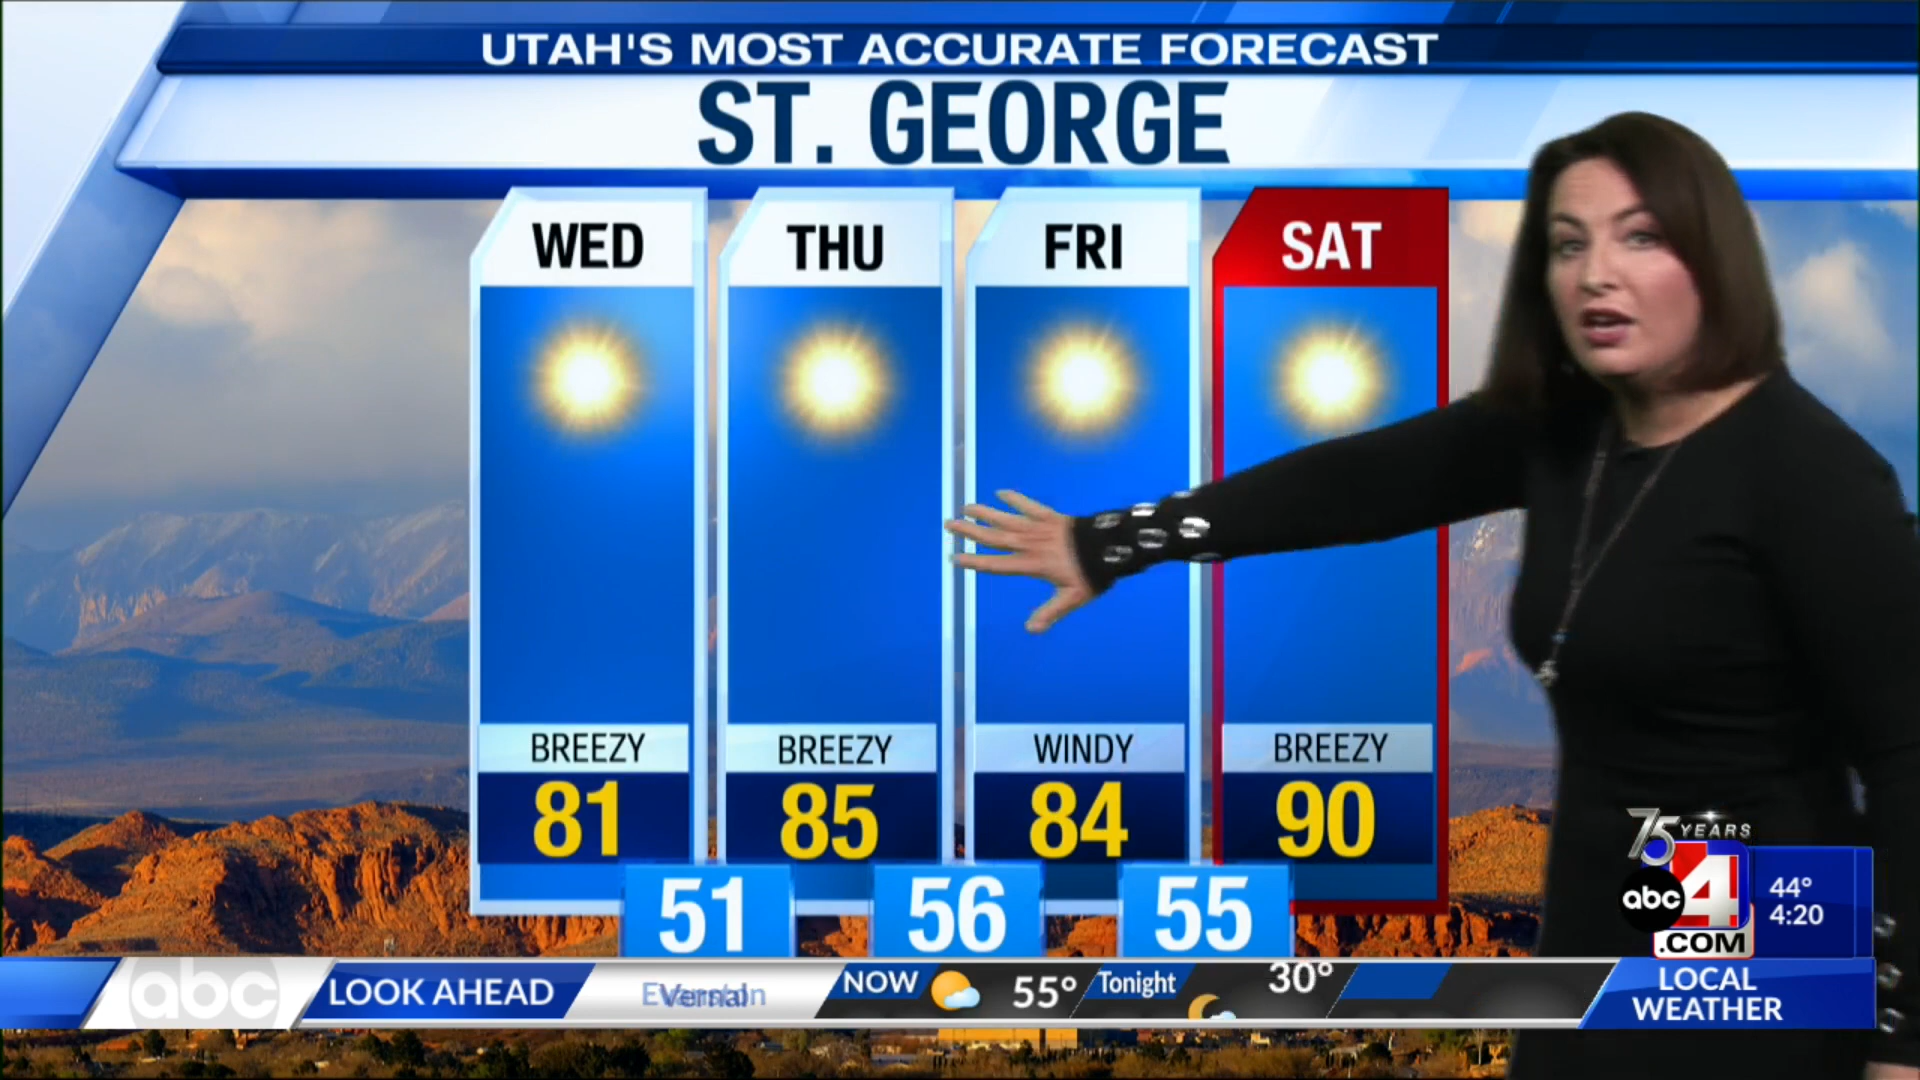 UTAH'S MOST ACCURATE FORECAST
ST. GEORGE
WED THU FRI SAT
BREEZY BREEZY WINDY BREEZY
81 85 84 90
51 56 55
75 YEARS
abc 4
.COM
44°
4:20
abc LOOK AHEAD Vernal NOW 55° Tonight 30°
LOCAL
WEATHER